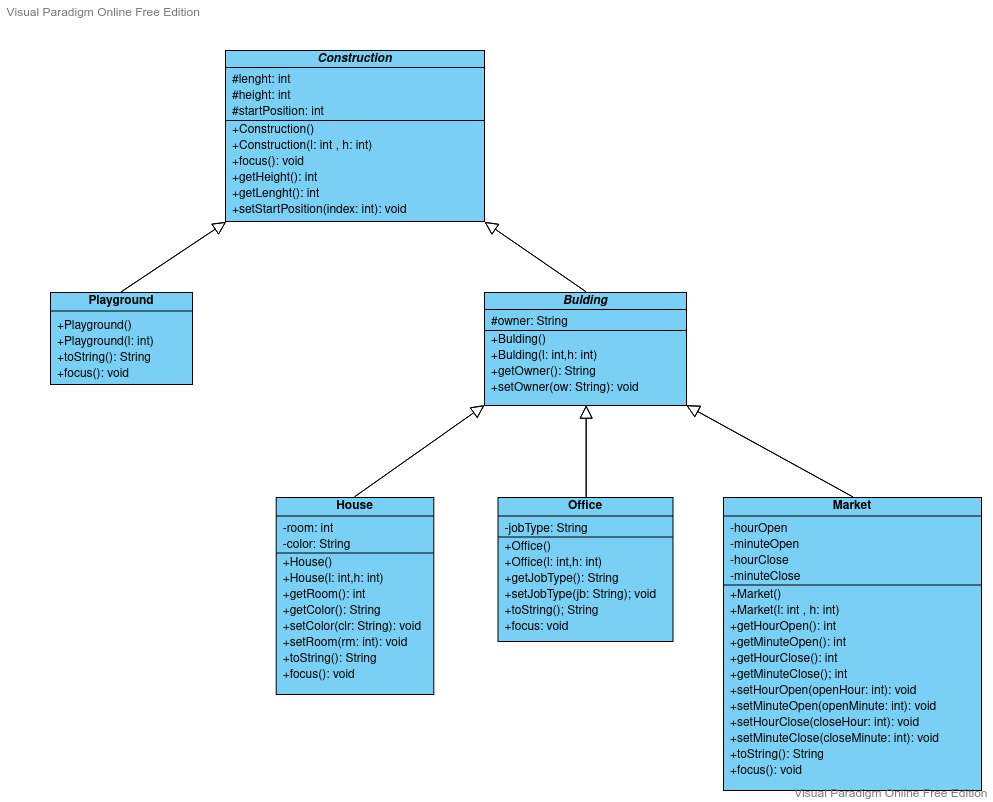 Visual Paradigm Online Free Edition
Construction
#lenght: int
#height: int
#startPosition: int
+Construction()
+Construction(l: int , h: int)
+focus(): void
+getHeight(): int
+getLenght(): int
+setStartPosition(index: int): void
Playground
+Playground()
+Playground(l: int)
+toString(): String
+focus(): void
Bulding
#owner: String
+Bulding()
+Bulding(l: int,h: int)
+getOwner(): String
+setOwner(ow: String): void
House
-room: int
-color: String
+House()
+House(l: int,h: int)
+getRoom(): int
+getColor(): String
+setColor(clr: String): void
+setRoom(rm: int): void
+toString(): String
+focus(): void
Office
-jobType: String
+Office()
+Office(l: int,h: int)
+getJobType(): String
+setJobType(jb: String); void
+toString(); String
+focus: void
Market
-hourOpen
-minuteOpen
-hourClose
-minuteClose
+Market()
+Market(l: int , h: int)
+getHourOpen(): int
+getMinuteOpen(): int
+getHourClose(): int
+getMinuteClose(; int
+setHourOpen(openHour: int): void
+setMinuteOpen(openMinute: int): void
+setHourClose(closeHour: int): void
+setMinuteClose(closeMinute: int): void
+toString(): String
+focus(): void
Visual Paradigm Online Free Edition